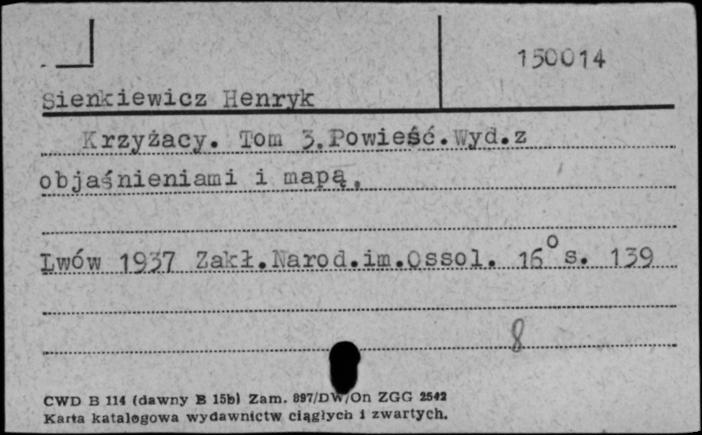 150014
Sienkiewicz Henryk
Krzyżacy. Tom 3.Powieść.Wyd.z
objaśnieniami i mapą.
Lwów 1937 Zakł.Narod.im.Ossol. 16° s. 139
8
CWD B 114 (dawny B 15b) Zam. 897/DW/On ZGG 2542
Karta katalogowa wydawnictw ciągłych i zwartych.